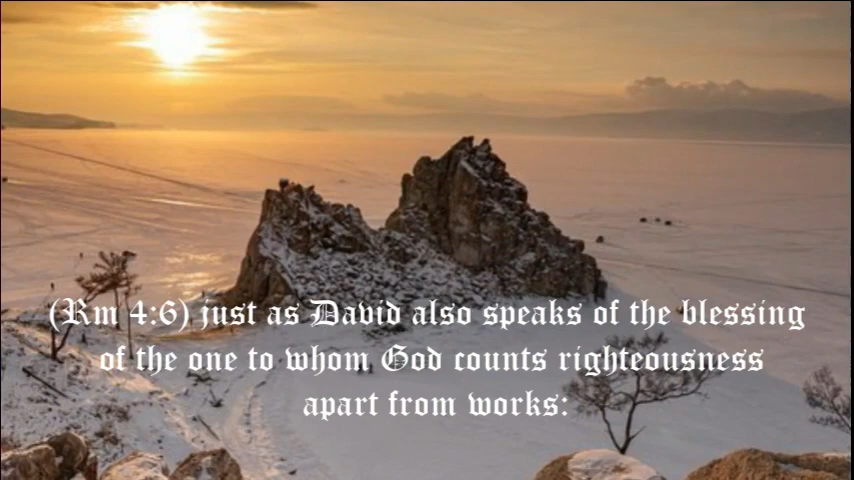 (Rm 4:6) just as David also speaks of the blessing
of the one to whom God counts righteousness
apart from works: